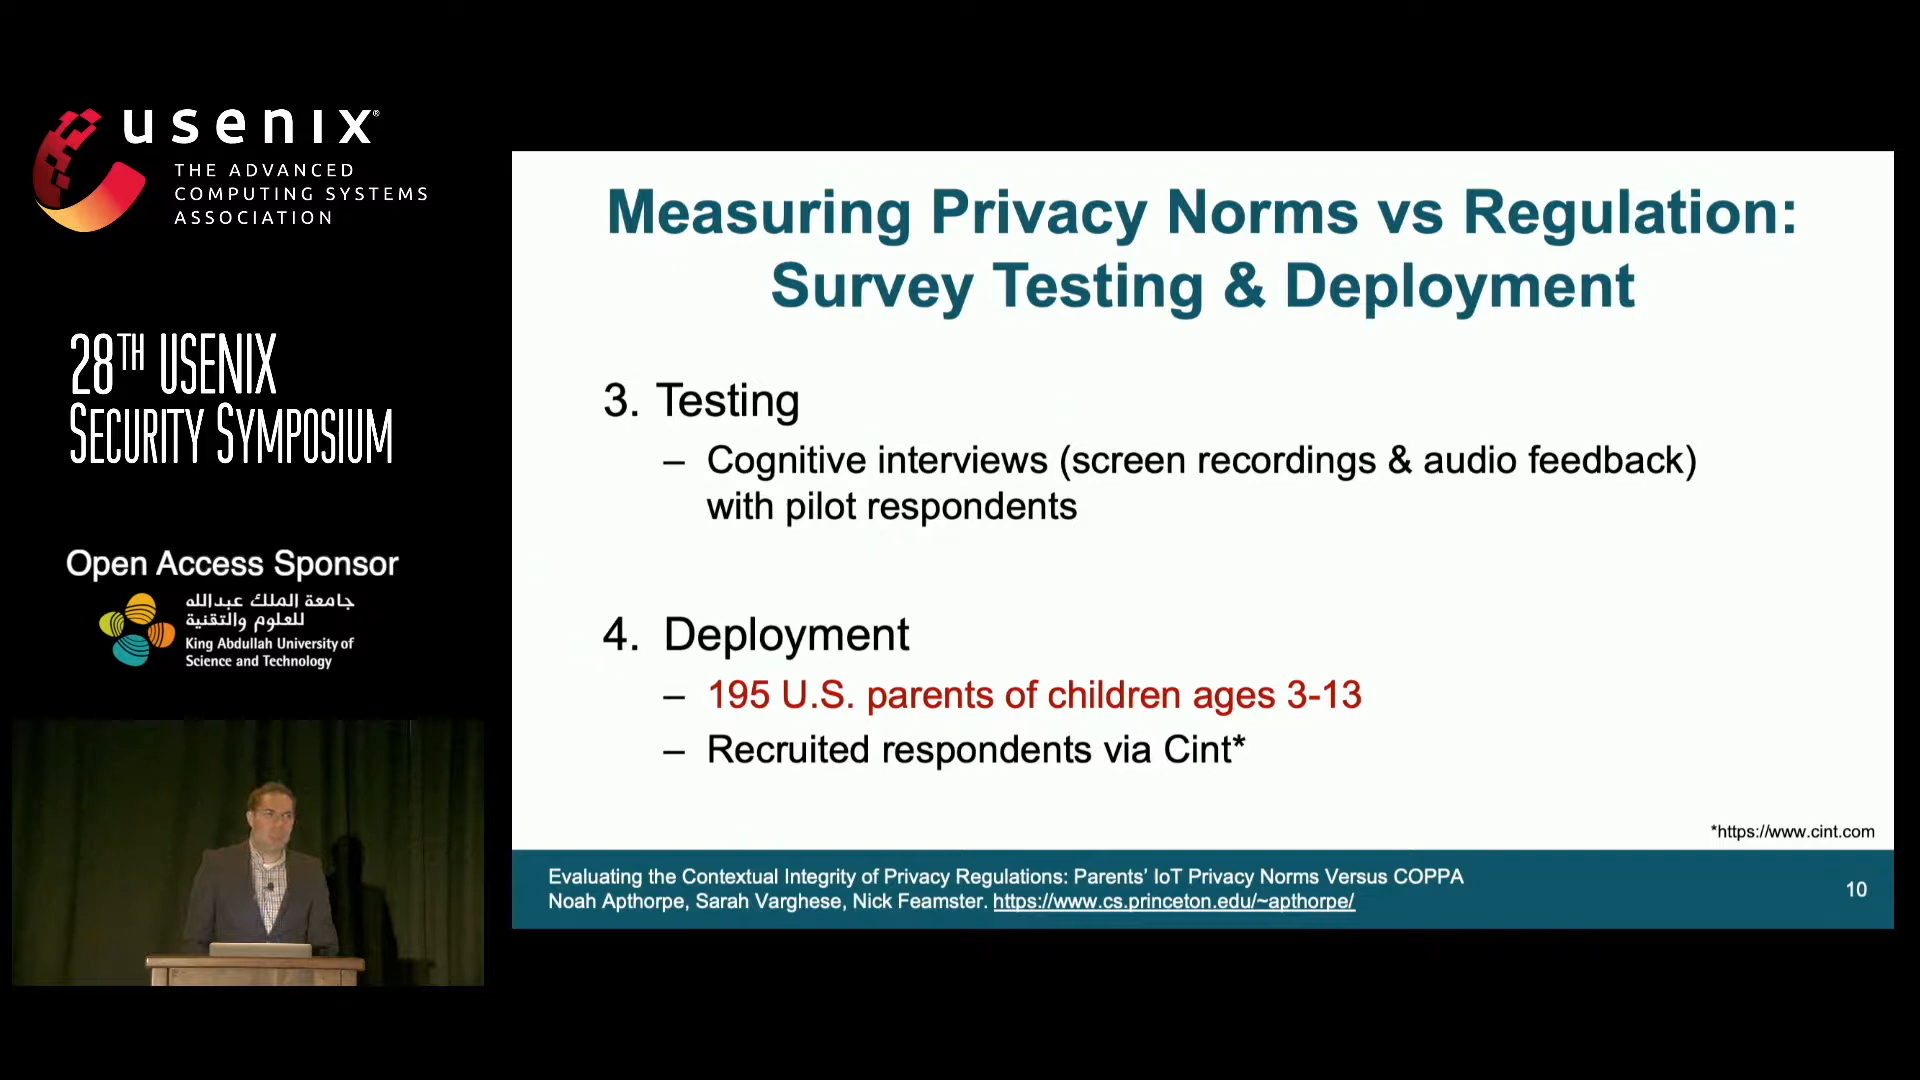 usenix®
THE ADVANCED
COMPUTING SYSTEMS
ASSOCIATION
28TH USENIX
SECURITY SYMPOSIUM
Open Access Sponsor
جامعة الملك عبدالله
للعلوم والتقنية
King Abdullah University of
Science and Technology
Measuring Privacy Norms vs Regulation:
Survey Testing & Deployment
3. Testing
– Cognitive interviews (screen recordings & audio feedback)
with pilot respondents
4. Deployment
– 195 U.S. parents of children ages 3-13
– Recruited respondents via Cint*
*https://www.cint.com
Evaluating the Contextual Integrity of Privacy Regulations: Parents’ IoT Privacy Norms Versus COPPA
Noah Apthorpe, Sarah Varghese, Nick Feamster. https://www.cs.princeton.edu/~apthorpe/
10